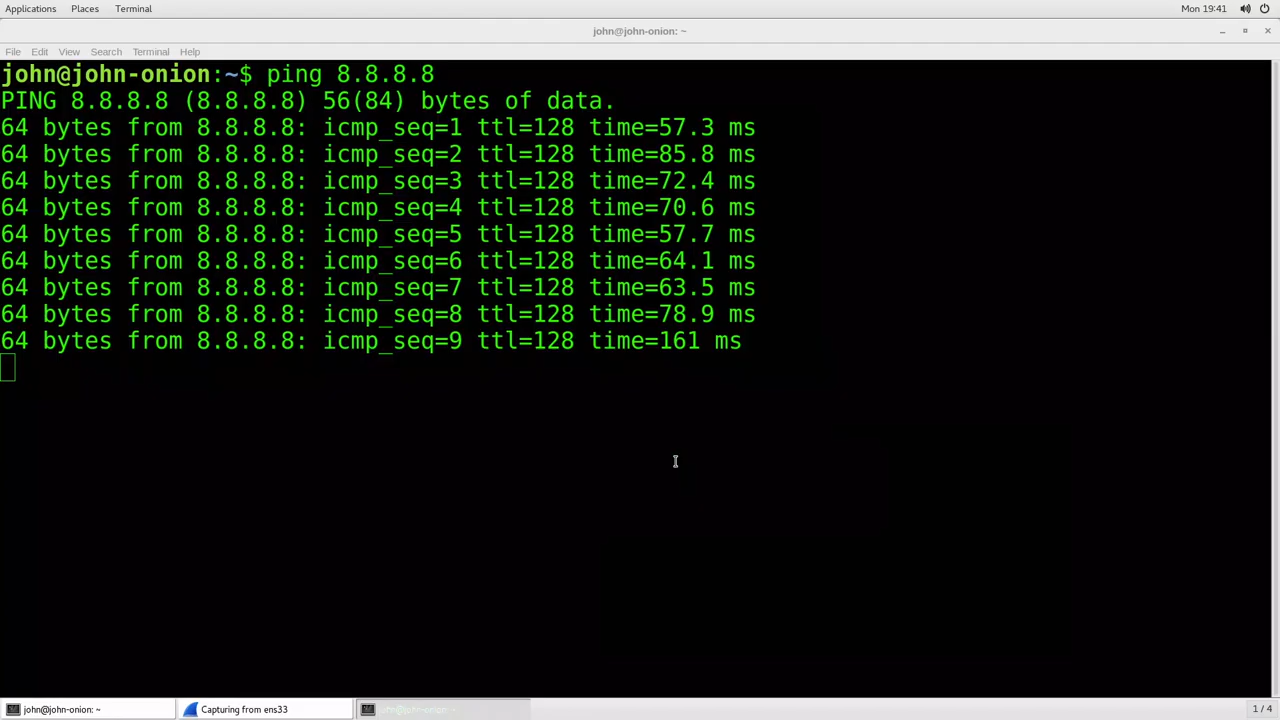 Applications Places Terminal Mon 19:41
john@john-onion: ~
File Edit View Search Terminal Help
john@john-onion:~$ ping 8.8.8.8
PING 8.8.8.8 (8.8.8.8) 56(84) bytes of data.
64 bytes from 8.8.8.8: icmp_seq=1 ttl=128 time=57.3 ms
64 bytes from 8.8.8.8: icmp_seq=2 ttl=128 time=85.8 ms
64 bytes from 8.8.8.8: icmp_seq=3 ttl=128 time=72.4 ms
64 bytes from 8.8.8.8: icmp_seq=4 ttl=128 time=70.6 ms
64 bytes from 8.8.8.8: icmp_seq=5 ttl=128 time=57.7 ms
64 bytes from 8.8.8.8: icmp_seq=6 ttl=128 time=64.1 ms
64 bytes from 8.8.8.8: icmp_seq=7 ttl=128 time=63.5 ms
64 bytes from 8.8.8.8: icmp_seq=8 ttl=128 time=78.9 ms
64 bytes from 8.8.8.8: icmp_seq=9 ttl=128 time=161 ms
john@john-onion: ~ Capturing from ens33 john@john-onion: ~ 1 / 4